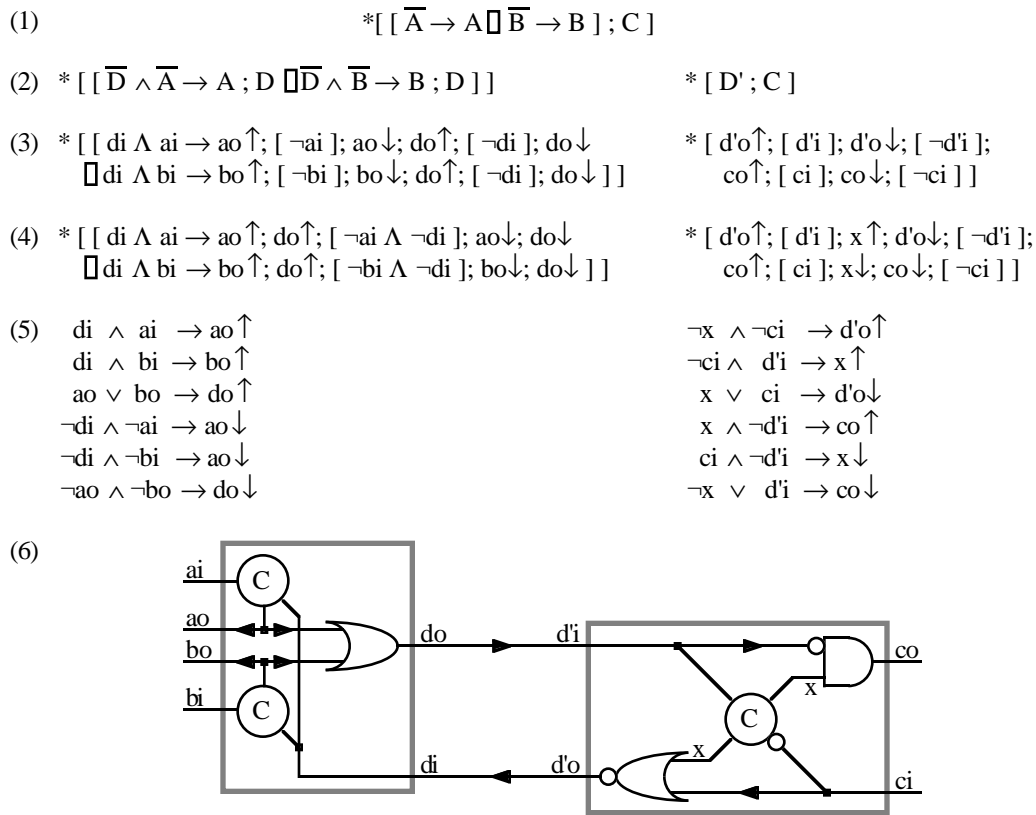 (1) *[ [ A̅ → A ▯ B̅ → B ] ; C ]
(2) * [ [ D̅ ∧ A̅ → A ; D ▯ D̅ ∧ B̅ → B ; D ] ] * [ D' ; C ]
(3) * [ [ di Λ ai → ao↑; [ ¬ai ]; ao↓; do↑; [ ¬di ]; do↓ * [ d'o↑; [ d'i ]; d'o↓; [ ¬d'i ];
▯ di Λ bi → bo↑; [ ¬bi ]; bo↓; do↑; [ ¬di ]; do↓ ] ] co↑; [ ci ]; co↓; [ ¬ci ] ]
(4) * [ [ di Λ ai → ao↑; do↑; [ ¬ai Λ ¬di ]; ao↓; do↓ * [ d'o↑; [ d'i ]; x↑; d'o↓; [ ¬d'i ];
▯ di Λ bi → bo↑; do↑; [ ¬bi Λ ¬di ]; bo↓; do↓ ] ] co↑; [ ci ]; x↓; co↓; [ ¬ci ] ]
(5) di ∧ ai → ao↑ ¬x ∧ ¬ci → d'o↑
di ∧ bi → bo↑ ¬ci ∧ d'i → x↑
ao ∨ bo → do↑ x ∨ ci → d'o↓
¬di ∧ ¬ai → ao↓ x ∧ ¬d'i → co↑
¬di ∧ ¬bi → ao↓ ci ∧ ¬d'i → x↓
¬ao ∧ ¬bo → do↓ ¬x ∨ d'i → co↓
(6)
ai C
ao do d'i
bo co
x
bi C C
x
di d'o ci